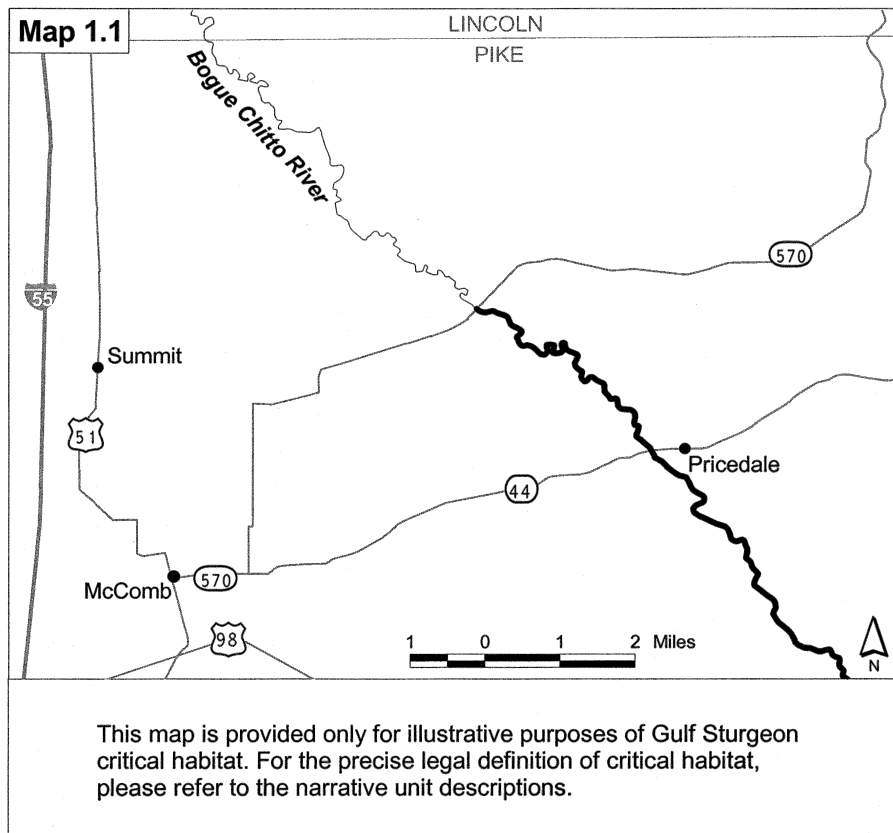 Map 1.1
LINCOLN
PIKE
Bogue Chitto River
570
55
Summit
51
Pricedale
44
570
McComb
98
1 0 1 2 Miles
N
This map is provided only for illustrative purposes of Gulf Sturgeon
critical habitat. For the precise legal definition of critical habitat,
please refer to the narrative unit descriptions.